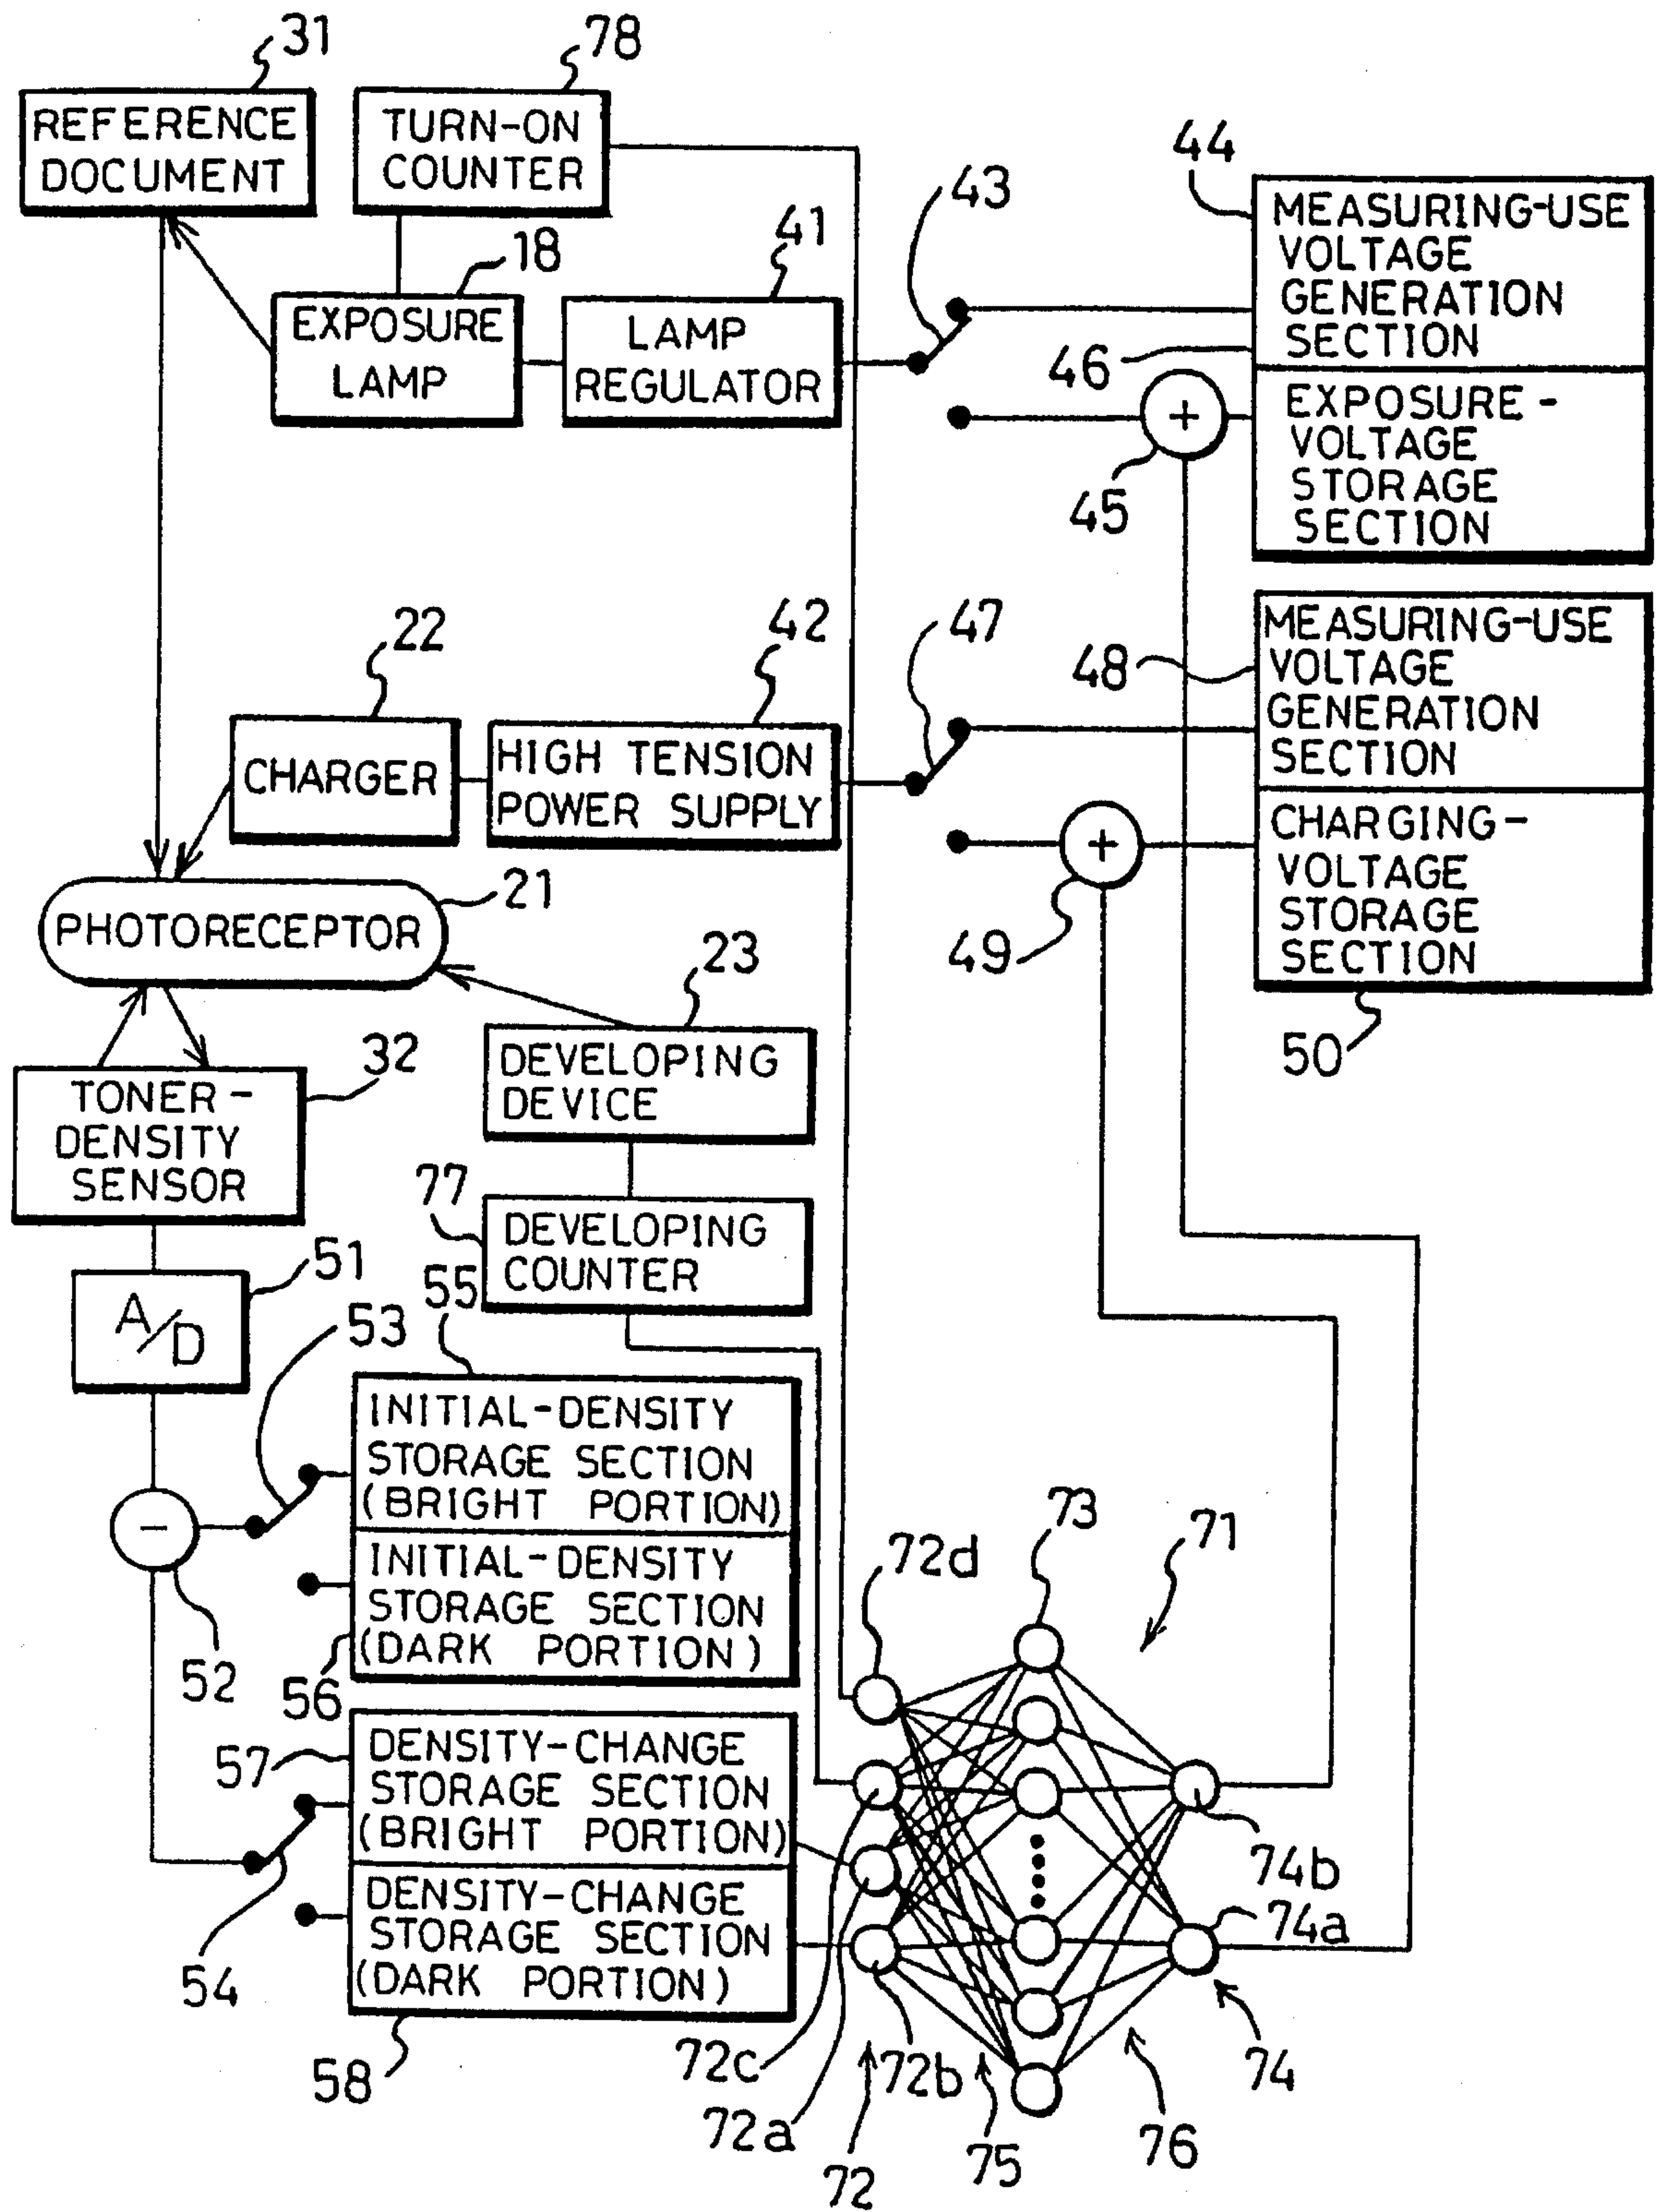 31
78
REFERENCE
DOCUMENT
TURN-ON
COUNTER
44
43
MEASURING-USE
VOLTAGE
GENERATION
SECTION
18
41
EXPOSURE
LAMP
LAMP
REGULATOR
46
+
45
EXPOSURE-
VOLTAGE
STORAGE
SECTION
22
42
47
48
MEASURING-USE
VOLTAGE
GENERATION
SECTION
CHARGER
HIGH TENSION
POWER SUPPLY
+
49
CHARGING-
VOLTAGE
STORAGE
SECTION
50
PHOTORECEPTOR
21
23
32
TONER-
DENSITY
SENSOR
DEVELOPING
DEVICE
77
DEVELOPING
COUNTER
51
A/D
53
55
INITIAL-DENSITY
STORAGE SECTION
(BRIGHT PORTION)
−
52
INITIAL-DENSITY
STORAGE SECTION
(DARK PORTION)
56
72d
73
71
57
DENSITY-CHANGE
STORAGE SECTION
(BRIGHT PORTION)
54
DENSITY-CHANGE
STORAGE SECTION
(DARK PORTION)
58
74b
74a
72c
72b
72a
72
75
76
74